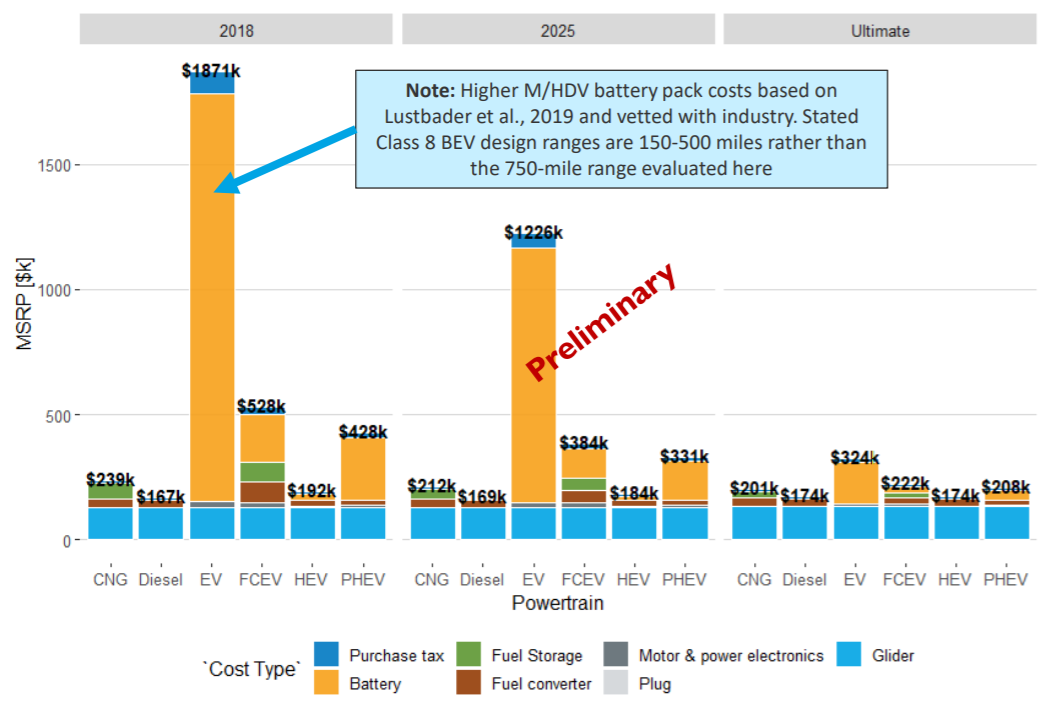 2018 2025 Ultimate
$1871k
Note: Higher M/HDV battery pack costs based on
Lustbader et al., 2019 and vetted with industry. Stated
Class 8 BEV design ranges are 150-500 miles rather than
the 750-mile range evaluated here
1500
$1226k
MSRP [$k]
1000
Preliminary
500
$528k
$428k
$384k
$331k
$324k
$239k $167k $192k $212k $169k $184k $201k $174k $222k $174k $208k
0
CNG Diesel EV FCEV HEV PHEV CNG Diesel EV FCEV HEV PHEV CNG Diesel EV FCEV HEV PHEV
Powertrain
`Cost Type`
Purchase tax Fuel Storage Motor & power electronics Glider
Battery Fuel converter Plug